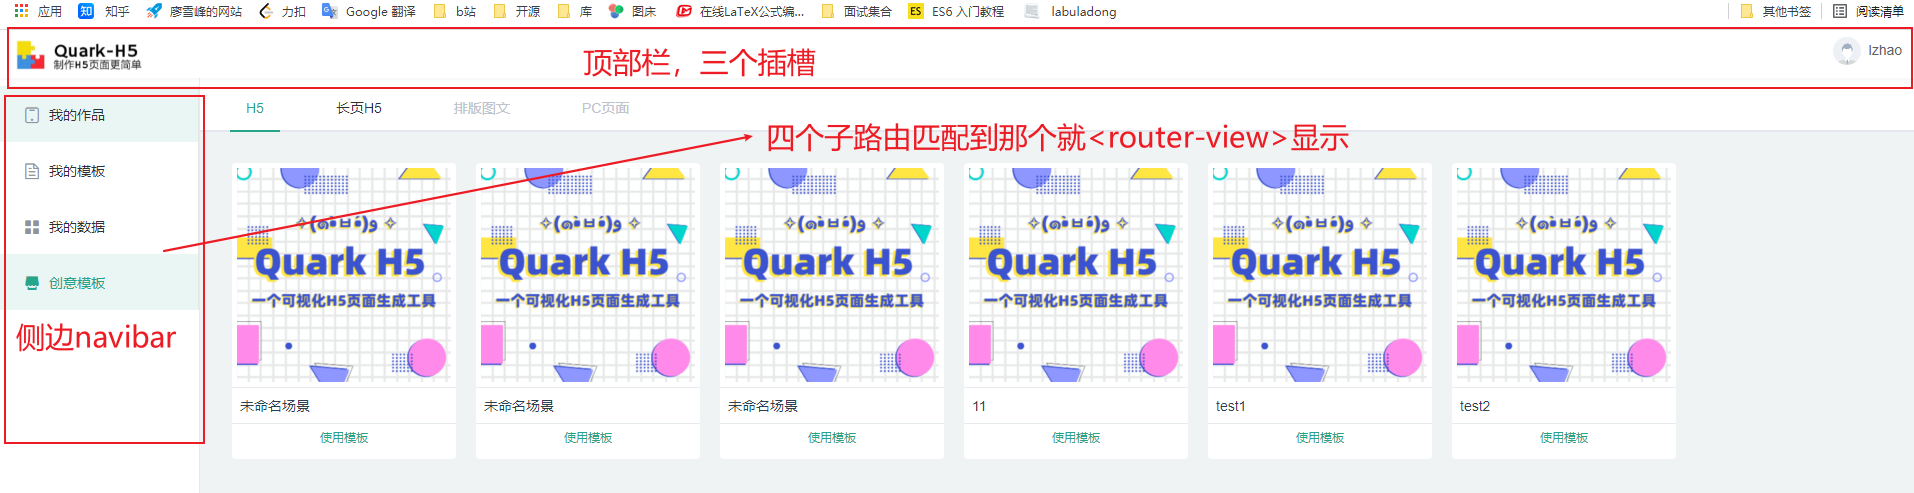 应用 知乎 廖雪峰的网站 力扣 Google 翻译 b站 开源 库 图床 在线LaTeX公式编... 面试集合 ES ES6 入门教程 labuladong 其他书签 阅读清单
Quark-H5
制作H5页面更简单
顶部栏，三个插槽
lzhao
我的作品
我的模板
我的数据
创意模板
侧边navibar
H5 长页H5 排版图文 PC页面
四个子路由匹配到那个就<router-view>显示
Quark H5
一个可视化H5页面生成工具
未命名场景
使用模板
Quark H5
一个可视化H5页面生成工具
未命名场景
使用模板
Quark H5
一个可视化H5页面生成工具
未命名场景
使用模板
Quark H5
一个可视化H5页面生成工具
11
使用模板
Quark H5
一个可视化H5页面生成工具
test1
使用模板
Quark H5
一个可视化H5页面生成工具
test2
使用模板